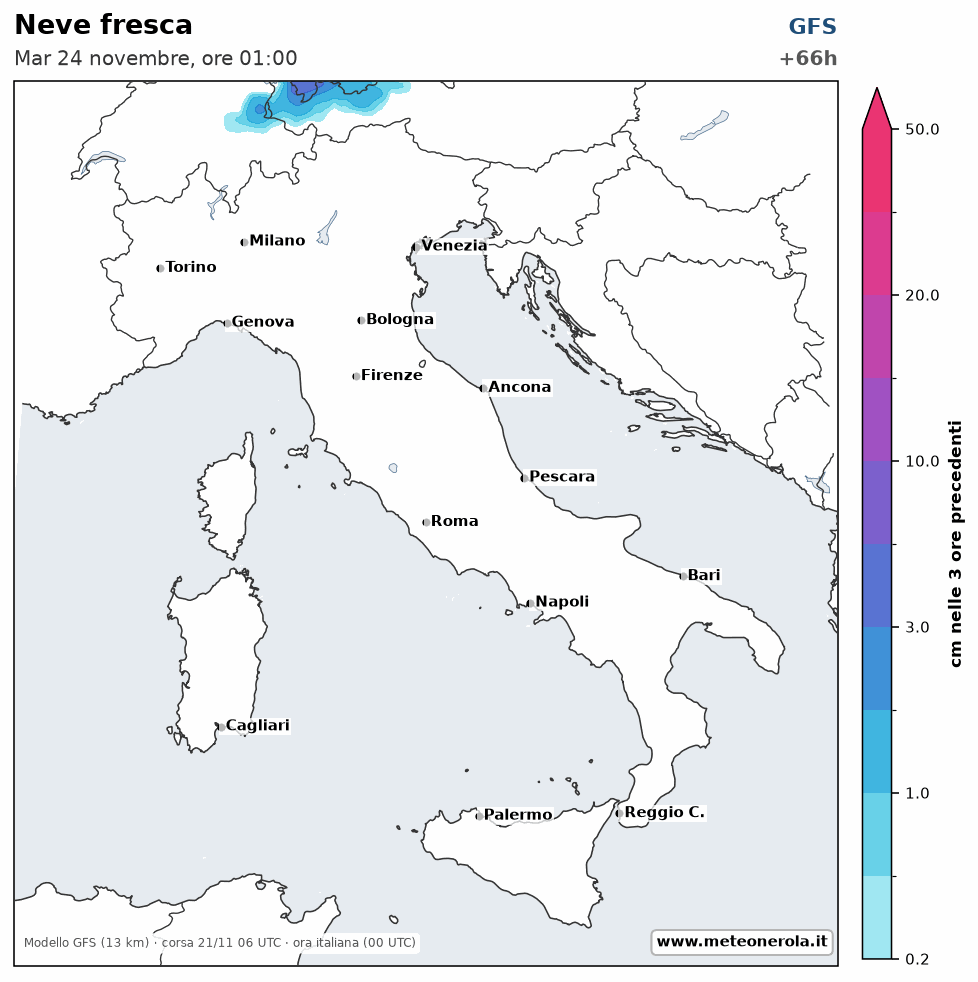 Neve fresca
GFS
Mar 24 novembre, ore 01:00
+66h
50.0
20.0
10.0
3.0
1.0
0.2
cm nelle 3 ore precedenti
Milano
Venezia
Torino
Genova
Bologna
Firenze
Ancona
Pescara
Roma
Bari
Napoli
Cagliari
Palermo
Reggio C.
Modello GFS (13 km) · corsa 21/11 06 UTC · ora italiana (00 UTC)
www.meteonerola.it